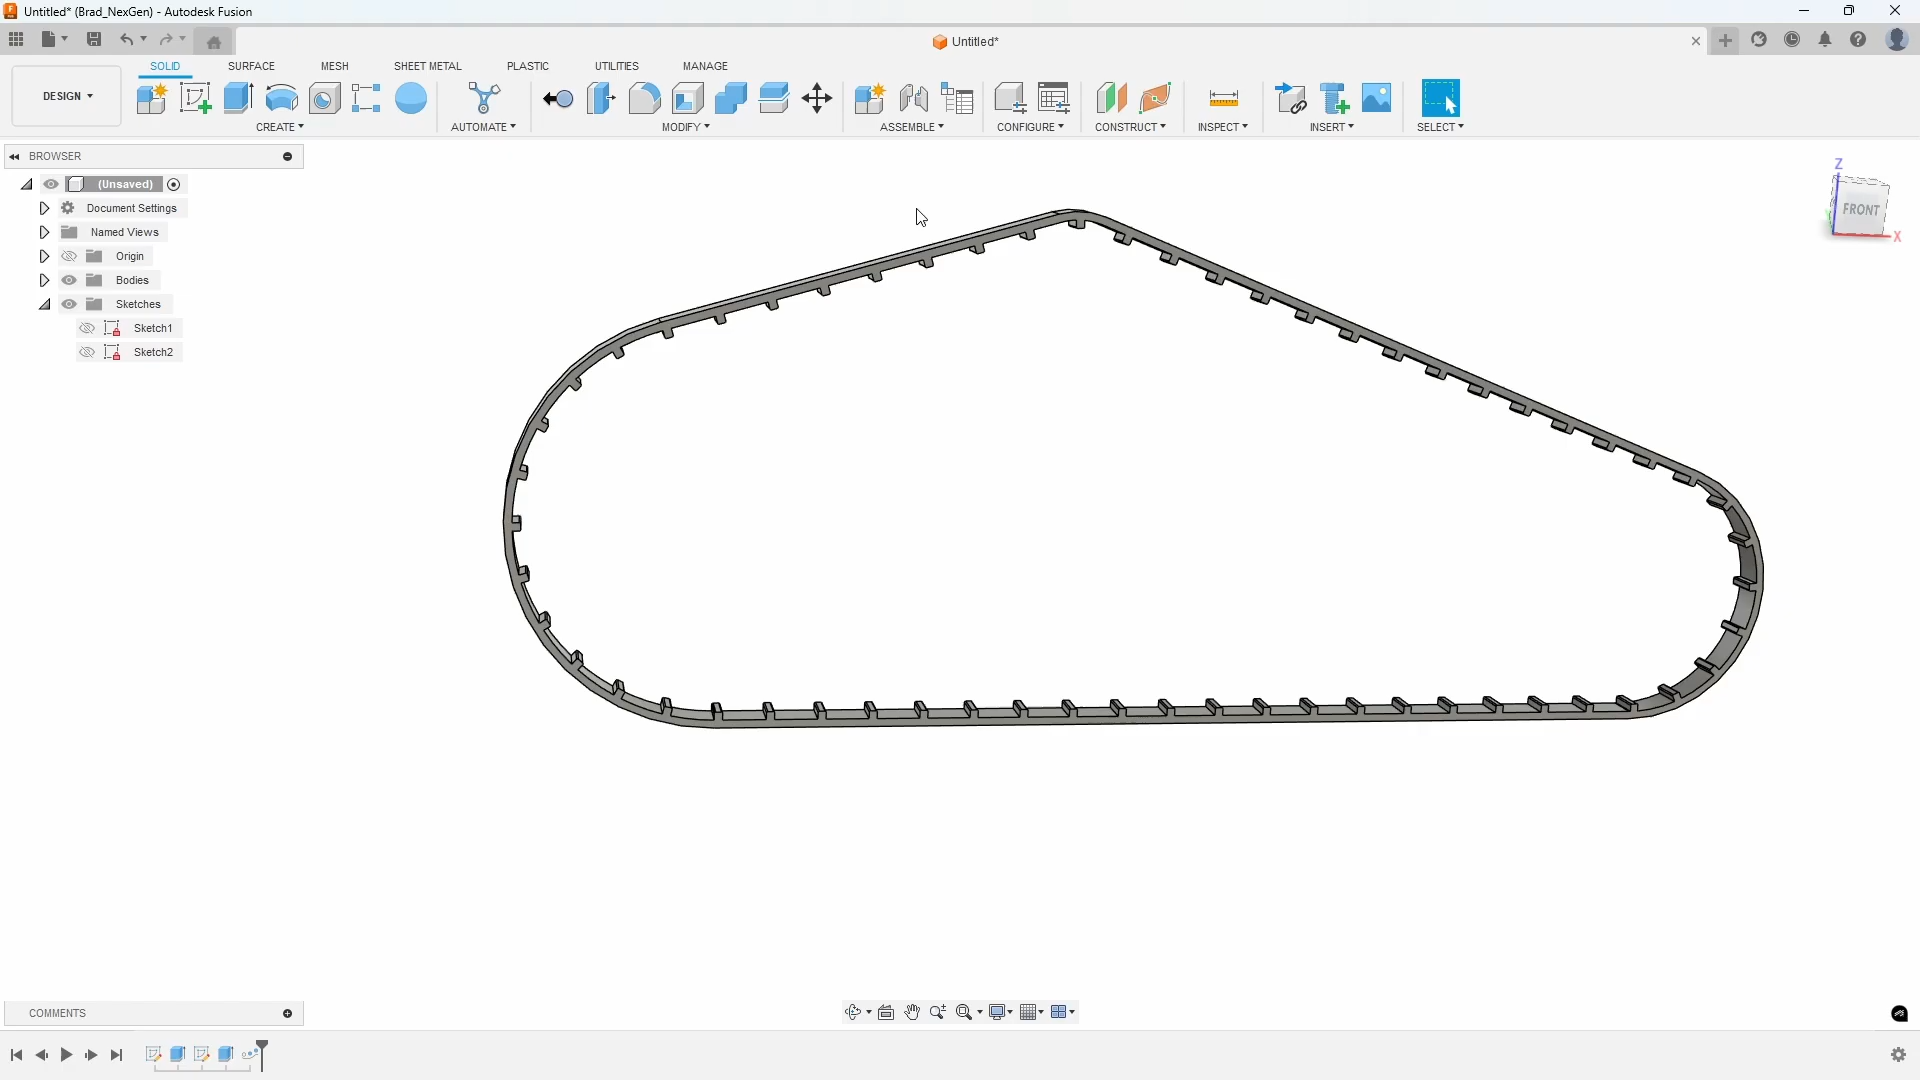 Untitled* (Brad_NexGen) - Autodesk Fusion
Untitled*
DESIGN
SOLID
SURFACE
MESH
SHEET METAL
PLASTIC
UTILITIES
MANAGE
CREATE
AUTOMATE
MODIFY
ASSEMBLE
CONFIGURE
CONSTRUCT
INSPECT
INSERT
SELECT
BROWSER
(Unsaved)
Document Settings
Named Views
Origin
Bodies
Sketches
Sketch1
Sketch2
Z
FRONT
X
COMMENTS